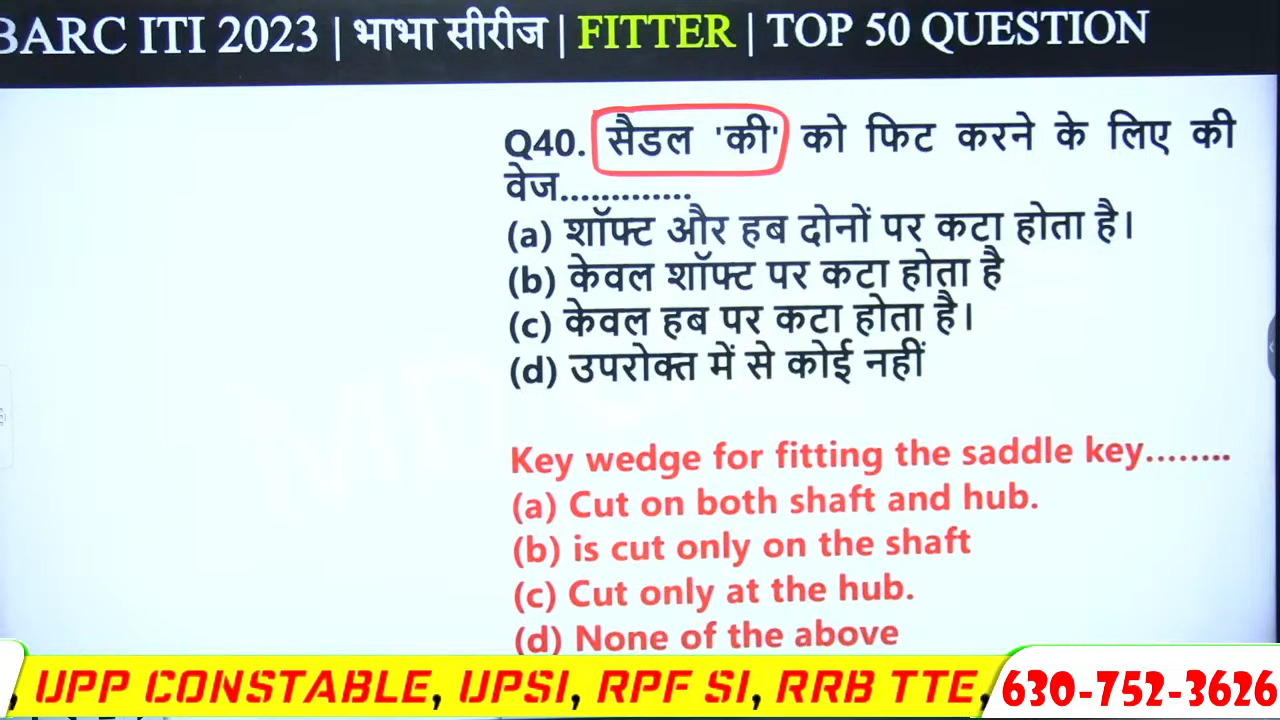 BARC ITI 2023 | भाभा सीरीज | FITTER | TOP 50 QUESTION
Q40. सैडल 'की' को फिट करने के लिए की
वेज.............
(a) शॉफ्ट और हब दोनों पर कटा होता है।
(b) केवल शॉफ्ट पर कटा होता है
(c) केवल हब पर कटा होता है।
(d) उपरोक्त में से कोई नहीं
Key wedge for fitting the saddle key........
(a) Cut on both shaft and hub.
(b) is cut only on the shaft
(c) Cut only at the hub.
(d) None of the above
, UPP CONSTABLE, UPSI, RPF SI, RRB TTE,
630-752-3626